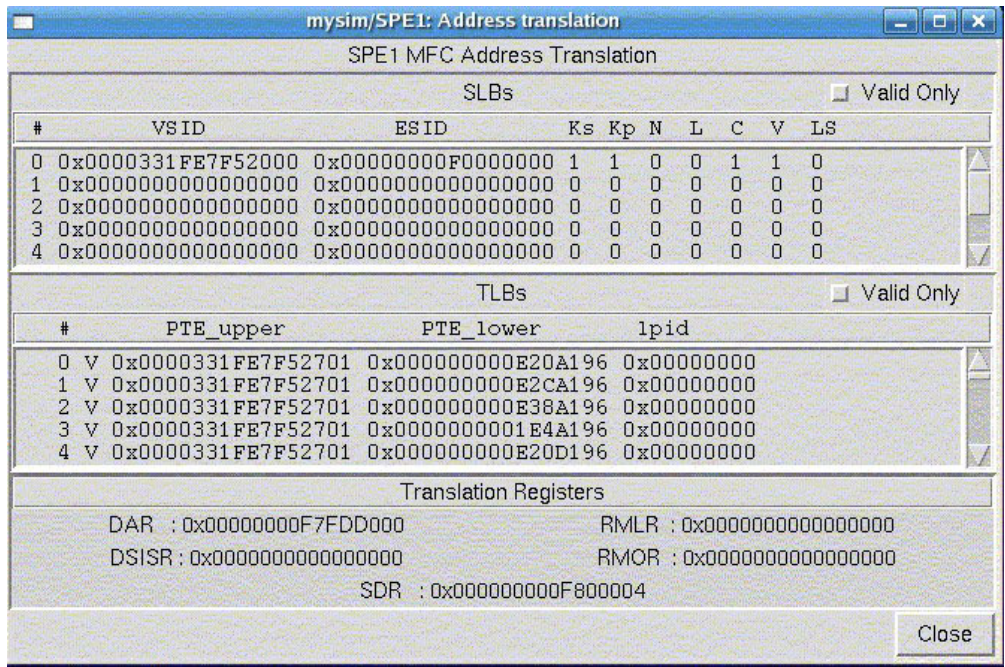 mysim/SPE1: Address translation
SPE1 MFC Address Translation
SLBs Valid Only
# VSID ESID Ks Kp N L C V LS
0 0x0000331FE7F52000 0x00000000F0000000 1 1 0 0 1 1 0
1 0x0000000000000000 0x0000000000000000 0 0 0 0 0 0 0
2 0x0000000000000000 0x0000000000000000 0 0 0 0 0 0 0
3 0x0000000000000000 0x0000000000000000 0 0 0 0 0 0 0
4 0x0000000000000000 0x0000000000000000 0 0 0 0 0 0 0
TLBs Valid Only
# PTE_upper PTE_lower lpid
0 V 0x0000331FE7F52701 0x000000000E20A196 0x00000000
1 V 0x0000331FE7F52701 0x000000000E2CA196 0x00000000
2 V 0x0000331FE7F52701 0x000000000E38A196 0x00000000
3 V 0x0000331FE7F52701 0x0000000001E4A196 0x00000000
4 V 0x0000331FE7F52701 0x000000000E20D196 0x00000000
Translation Registers
DAR : 0x00000000F7FDD000 RMLR : 0x0000000000000000
DSISR : 0x0000000000000000 RMOR : 0x0000000000000000
SDR : 0x000000000F800004
Close